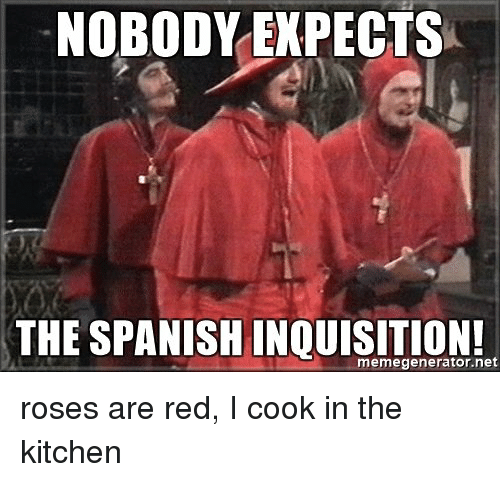 NOBODY EXPECTS
THE SPANISH INQUISITION!
memegenerator.net
roses are red, I cook in the
kitchen